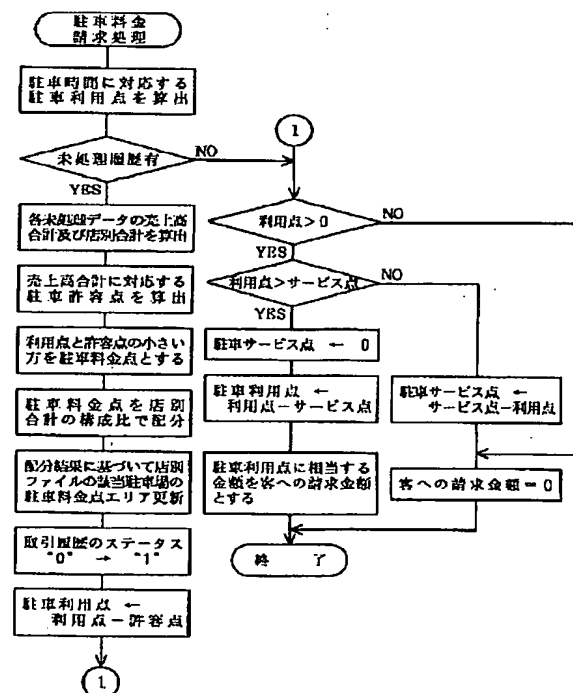 駐車料金
請求処理
駐車時間に対応する
駐車利用点を算出
未処理履歴有
NO
YES
各未処理データの売上高
合計及び店別合計を算出
売上高合計に対応する
駐車許容点を算出
利用点と許容点の小さい
方を駐車料金点とする
駐車料金点を店別
合計の構成比で配分
配分結果に基づいて店別
ファイルの該当駐車場の
駐車料金点エリア更新
取引履歴のステータス
"0" → "1"
駐車利用点 ←
利用点－許容点
1
1
利用点＞0
NO
YES
利用点＞サービス点
NO
YES
駐車サービス点 ← 0
駐車利用点 ←
利用点－サービス点
駐車利用点に相当する
金額を客への請求金額
とする
駐車サービス点 ←
サービス点－利用点
客への請求金額＝0
終 了